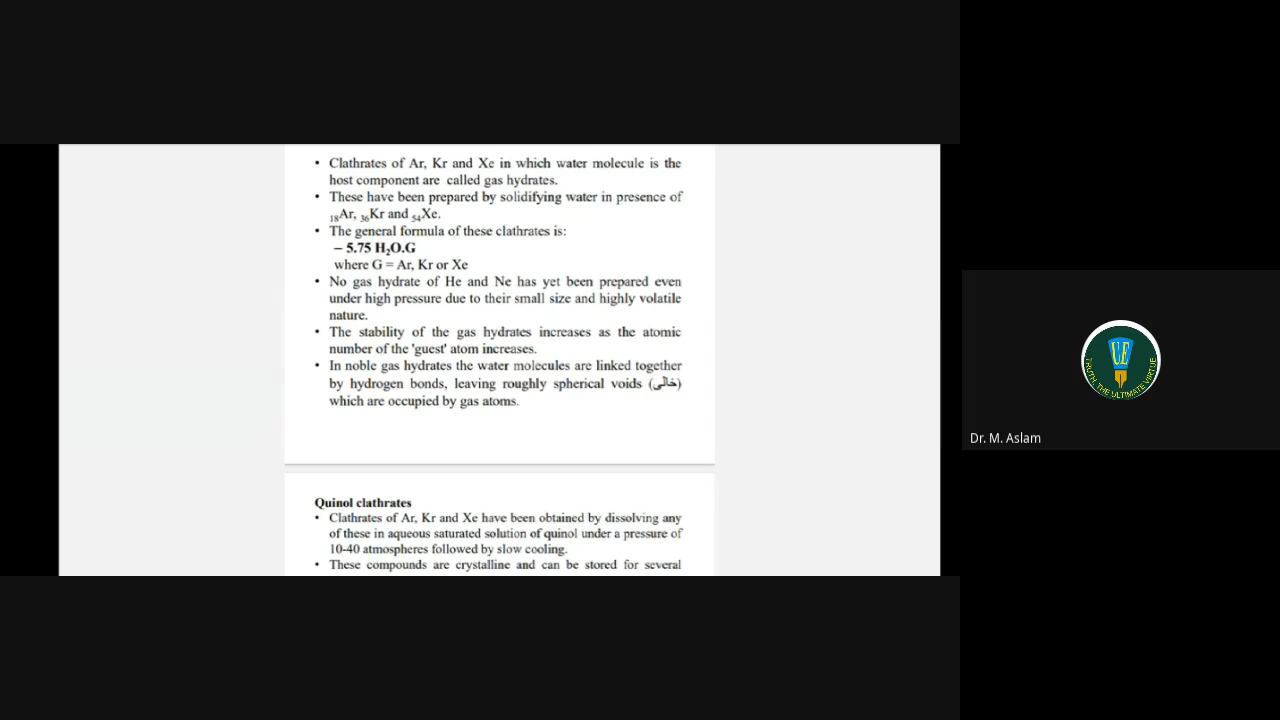 • Clathrates of Ar, Kr and Xe in which water molecule is the
host component are called gas hydrates.
• These have been prepared by solidifying water in presence of
₁₈Ar, ₃₆Kr and ₅₄Xe.
• The general formula of these clathrates is:
– 5.75 H₂O.G
where G = Ar, Kr or Xe
• No gas hydrate of He and Ne has yet been prepared even
under high pressure due to their small size and highly volatile
nature.
• The stability of the gas hydrates increases as the atomic
number of the 'guest' atom increases.
• In noble gas hydrates the water molecules are linked together
by hydrogen bonds, leaving roughly spherical voids (خالی)
which are occupied by gas atoms.
Quinol clathrates
• Clathrates of Ar, Kr and Xe have been obtained by dissolving any
of these in aqueous saturated solution of quinol under a pressure of
10-40 atmospheres followed by slow cooling.
• These compounds are crystalline and can be stored for several
UE
TRUTH, THE ULTIMATE VIRTUE
Dr. M. Aslam